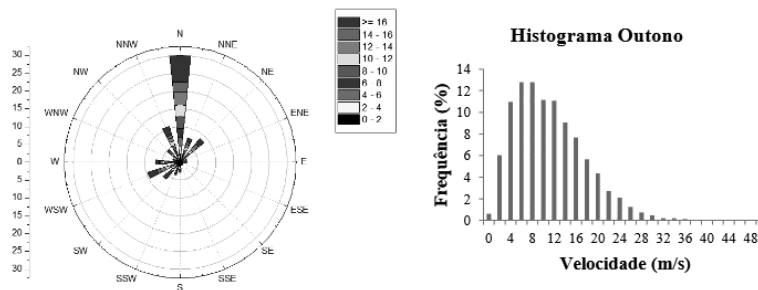 N
NNE
NE
ENE
E
ESE
SE
SSE
S
SSW
SW
WSW
W
WNW
NW
NNW
30
25
20
15
10
5
0
5
10
15
20
25
30
>= 16
14 - 16
12 - 14
10 - 12
8 - 10
6 - 8
4 - 6
2 - 4
0 - 2
Histograma Outono
Frequência (%)
14
12
10
8
6
4
2
0
0 4 8 12 16 20 24 28 32 36 40 44 48
Velocidade (m/s)